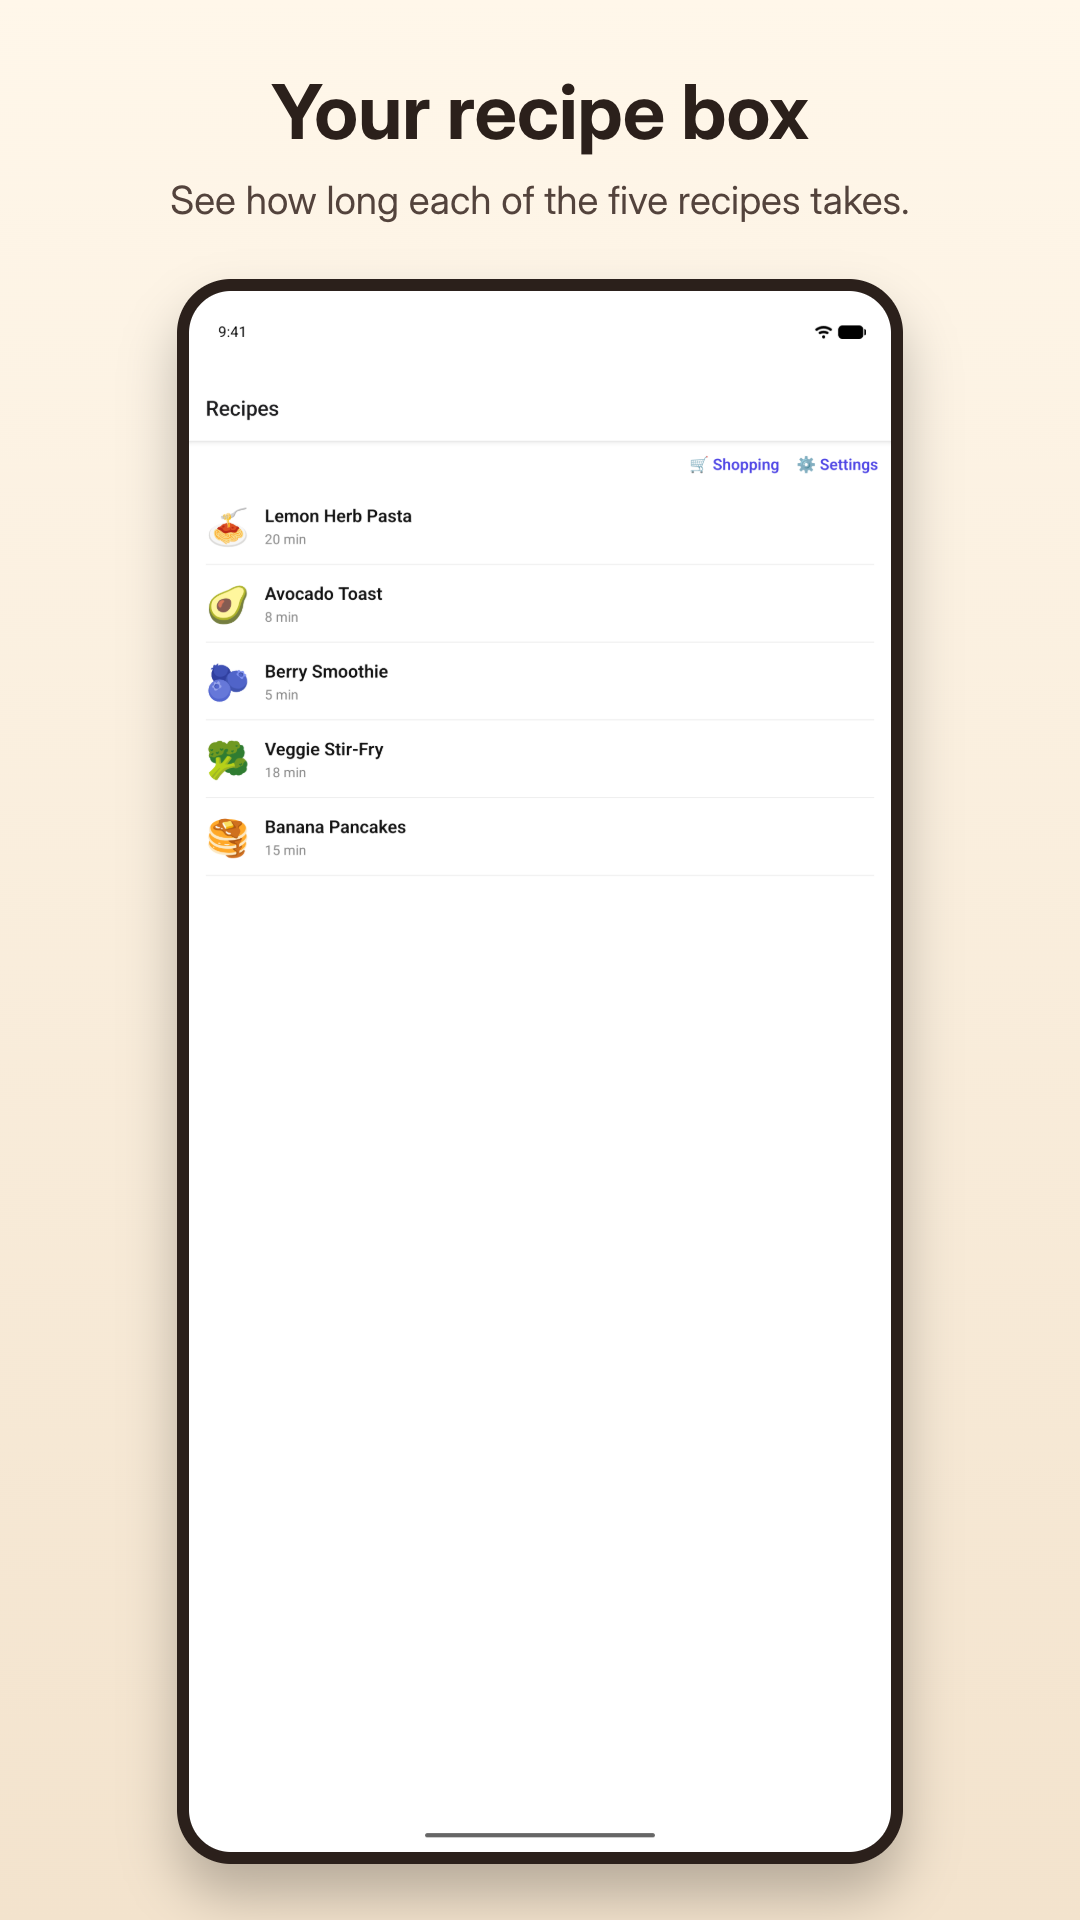 Your recipe box
See how long each of the five recipes takes.
9:41
Recipes
🛒 Shopping ⚙️ Settings
Lemon Herb Pasta
20 min
Avocado Toast
8 min
Berry Smoothie
5 min
Veggie Stir-Fry
18 min
Banana Pancakes
15 min